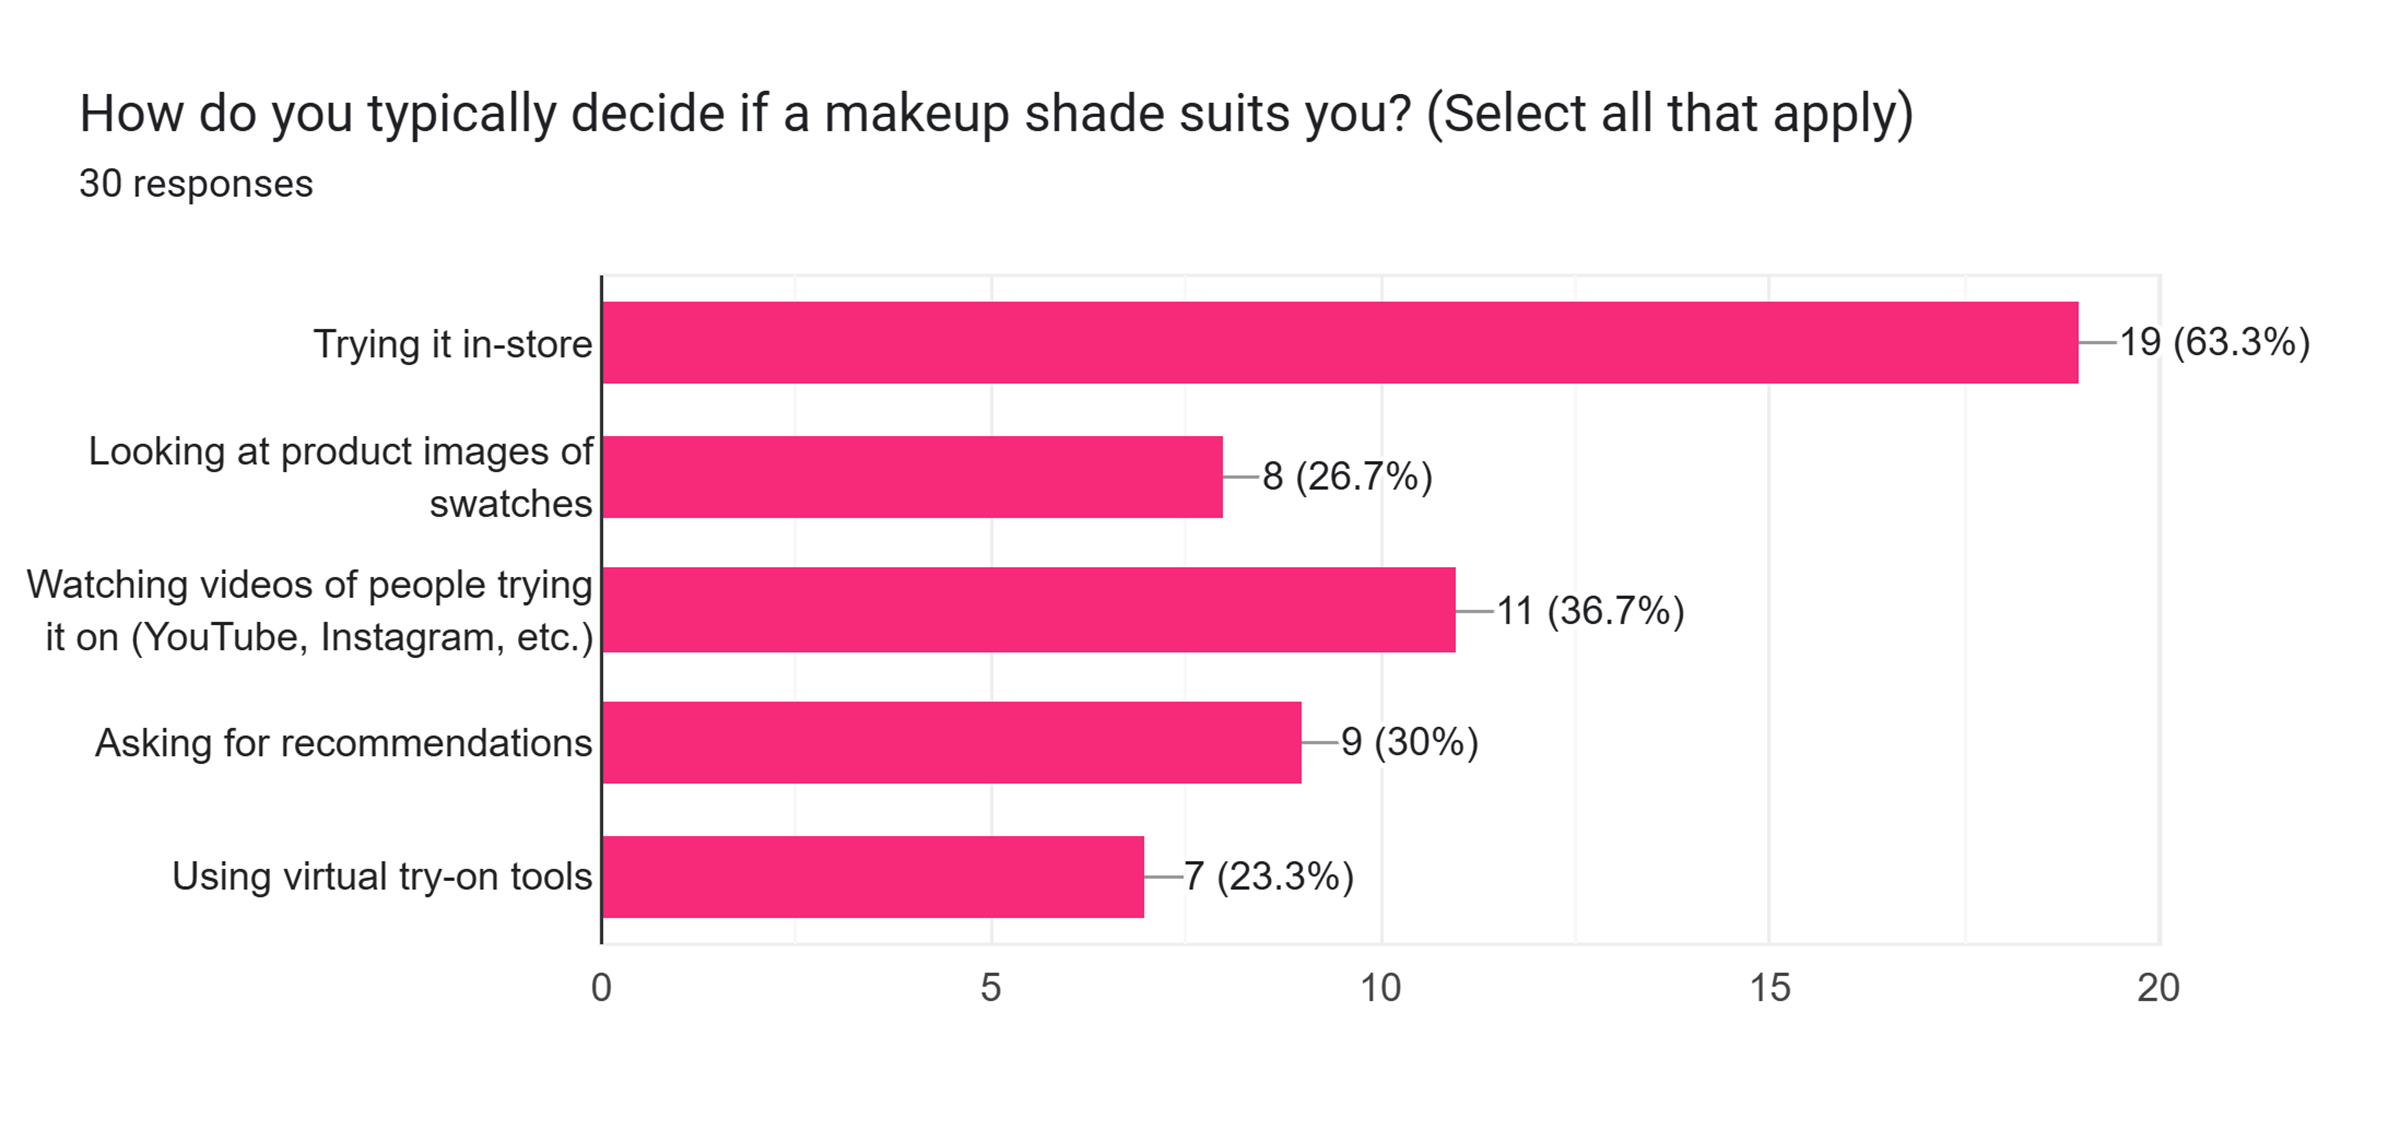 How do you typically decide if a makeup shade suits you? (Select all that apply)
30 responses
Trying it in-store
19 (63.3%)
Looking at product images of
swatches
8 (26.7%)
Watching videos of people trying
it on (YouTube, Instagram, etc.)
11 (36.7%)
Asking for recommendations
9 (30%)
Using virtual try-on tools
7 (23.3%)
0 5 10 15 20